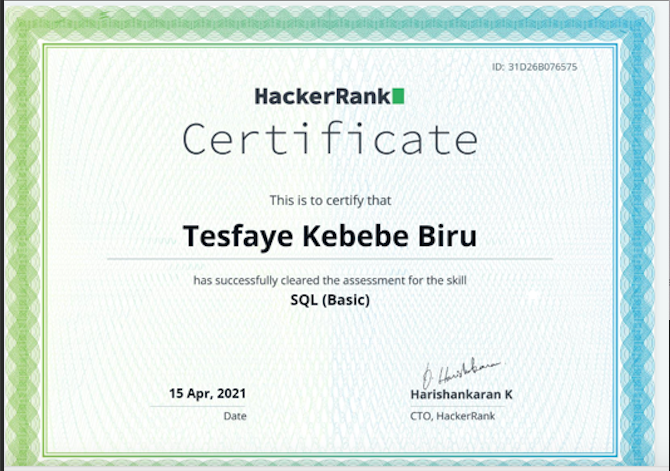 ID: 31D26B076575
HackerRank
Certificate
This is to certify that
Tesfaye Kebebe Biru
has successfully cleared the assessment for the skill
SQL (Basic)
15 Apr, 2021
Date
Harishankaran K
CTO, HackerRank